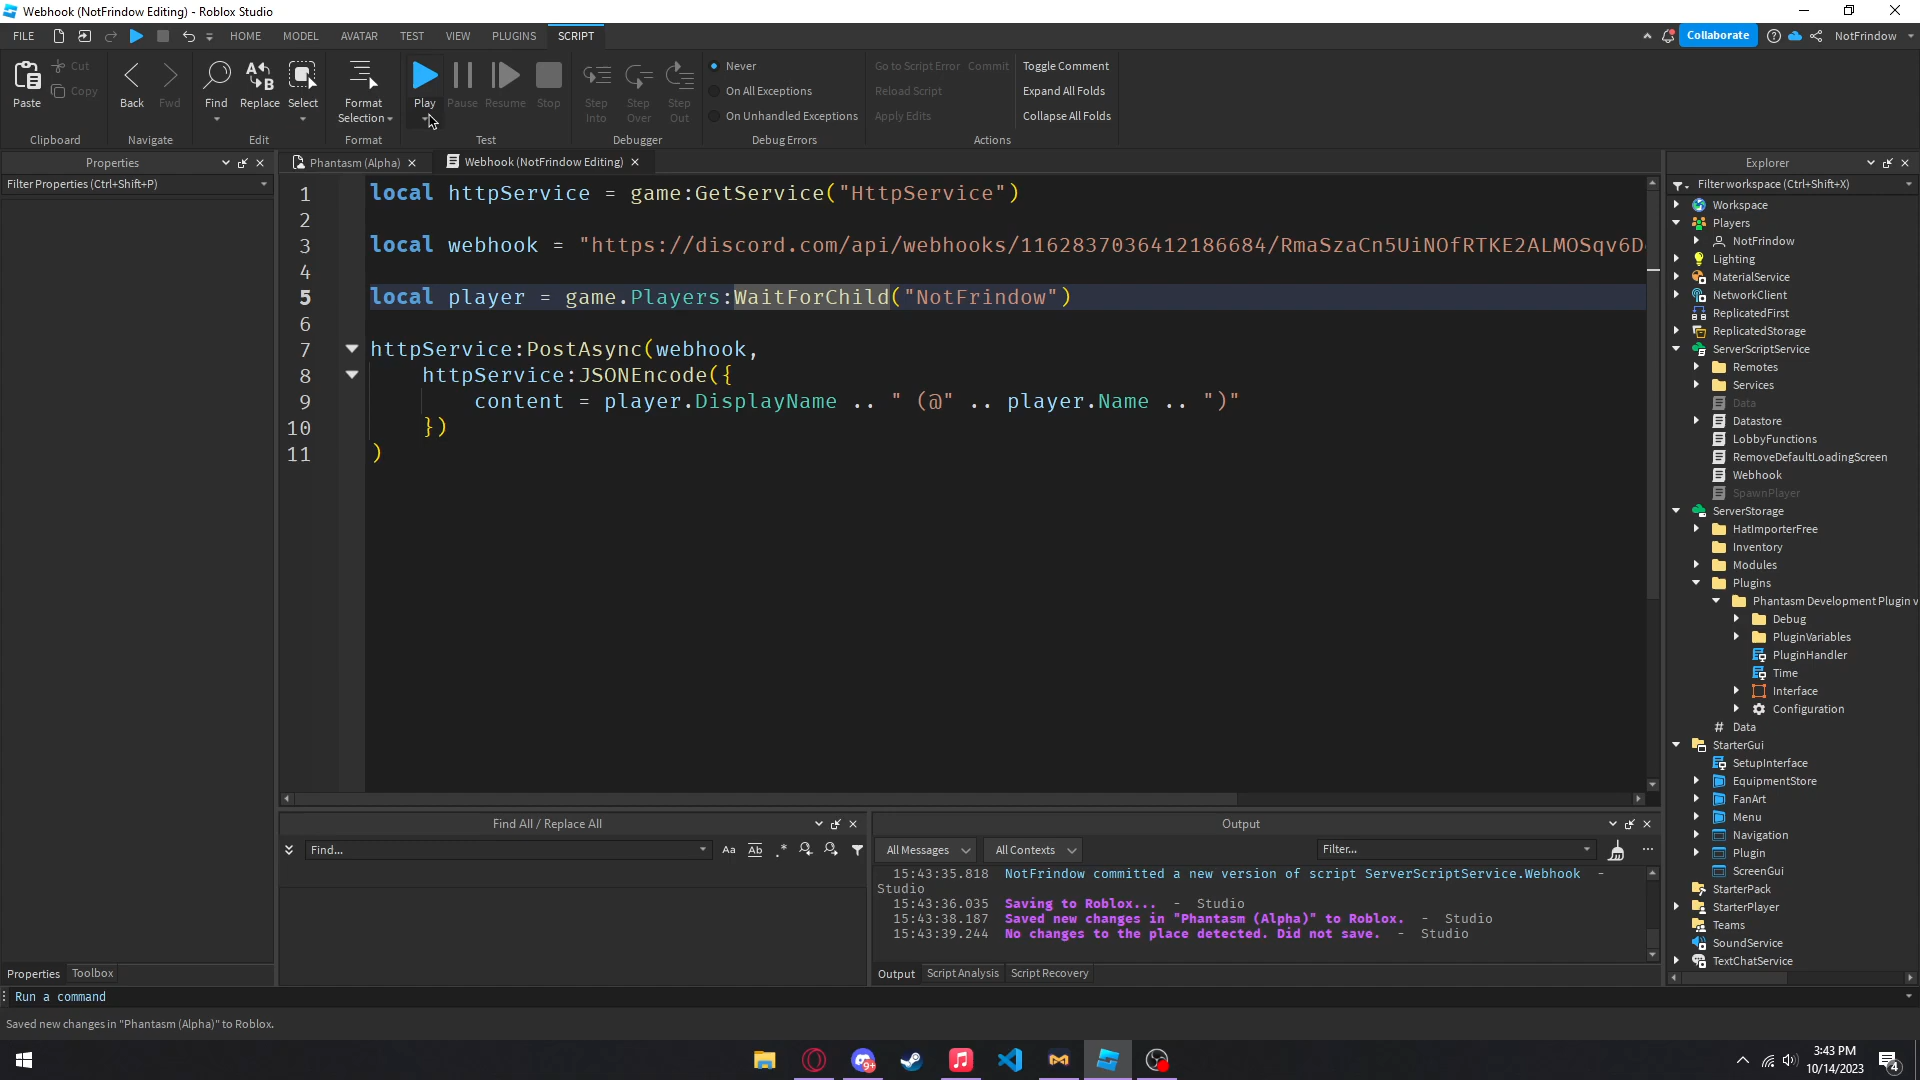 Webhook (NotFrindow Editing) - Roblox Studio
FILE HOME MODEL AVATAR TEST VIEW PLUGINS SCRIPT Collaborate NotFrindow
Paste Cut Copy Back Fwd Find Replace Select Format Selection Play Pause Resume Stop Step Into Step Over Step Out
Never
On All Exceptions
On Unhandled Exceptions
Go to Script Error Commit
Reload Script
Apply Edits
Toggle Comment
Expand All Folds
Collapse All Folds
Clipboard Navigate Edit Format Test Debugger Debug Errors Actions
Properties
Filter Properties (Ctrl+Shift+P)
Phantasm (Alpha) Webhook (NotFrindow Editing)
1 local httpService = game:GetService("HttpService")
2
3 local webhook = "https://discord.com/api/webhooks/1162837036412186684/RmaSzaCn5UiNOfRTKE2ALMOSqv6D
4
5 local player = game.Players:WaitForChild("NotFrindow")
6
7 httpService:PostAsync(webhook,
8 httpService:JSONEncode({
9 content = player.DisplayName .. " (@" .. player.Name .. ")"
10 })
11 )
Explorer
Filter workspace (Ctrl+Shift+X)
Workspace
Players
NotFrindow
Lighting
MaterialService
NetworkClient
ReplicatedFirst
ReplicatedStorage
ServerScriptService
Remotes
Services
Data
Datastore
LobbyFunctions
RemoveDefaultLoadingScreen
Webhook
SpawnPlayer
ServerStorage
HatImporterFree
Inventory
Modules
Plugins
Phantasm Development Plugin v
Debug
PluginVariables
PluginHandler
Time
Interface
Configuration
Data
StarterGui
SetupInterface
EquipmentStore
FanArt
Menu
Navigation
Plugin
ScreenGui
StarterPack
StarterPlayer
Teams
SoundService
TextChatService
Find All / Replace All
Find... Aa Ab .*
Output
All Messages All Contexts Filter...
15:43:35.818 NotFrindow committed a new version of script ServerScriptService.Webhook -
Studio
15:43:36.035 Saving to Roblox... - Studio
15:43:38.187 Saved new changes in "Phantasm (Alpha)" to Roblox. - Studio
15:43:39.244 No changes to the place detected. Did not save. - Studio
Properties Toolbox
Output Script Analysis Script Recovery
Run a command
Saved new changes in "Phantasm (Alpha)" to Roblox.
9+
3:43 PM
10/14/2023
4